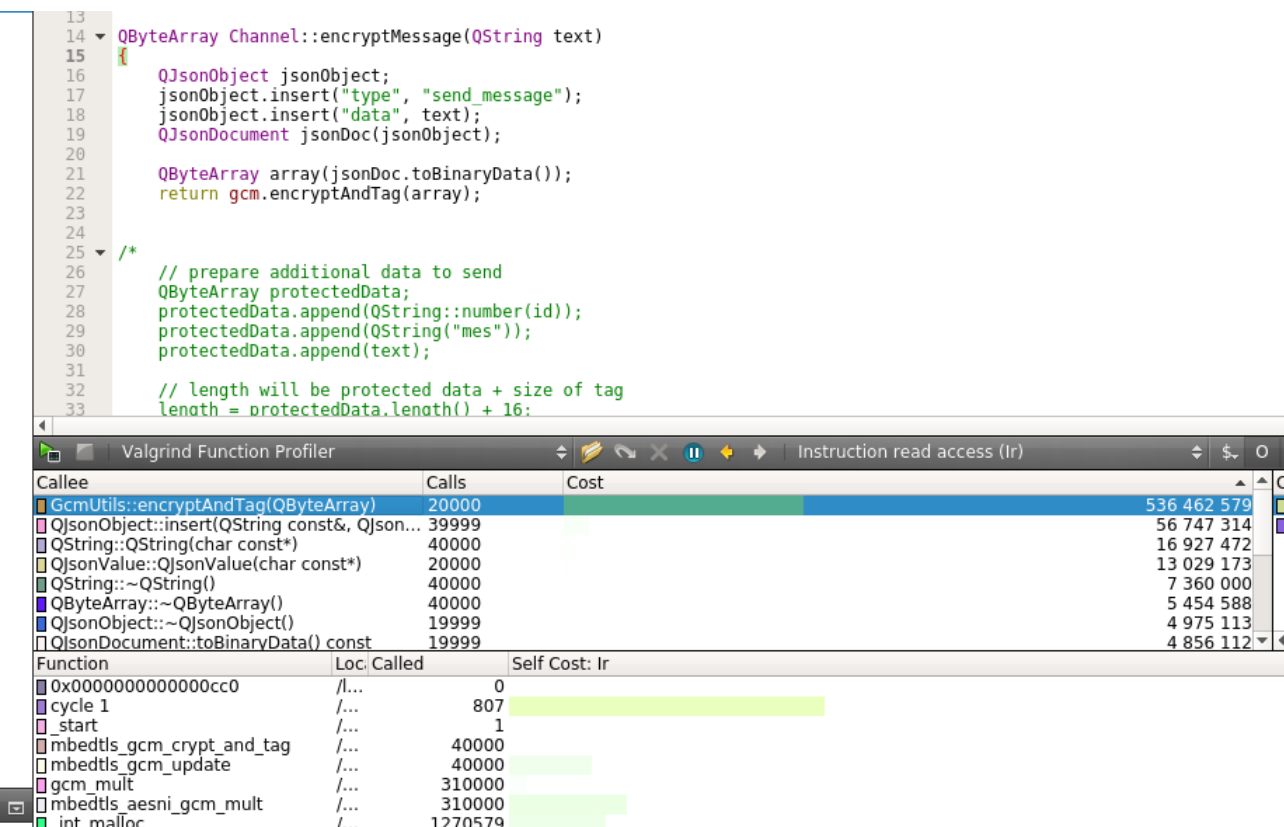 13
14 QByteArray Channel::encryptMessage(QString text)
15 {
16 QJsonObject jsonObject;
17 jsonObject.insert("type", "send_message");
18 jsonObject.insert("data", text);
19 QJsonDocument jsonDoc(jsonObject);
20
21 QByteArray array(jsonDoc.toBinaryData());
22 return gcm.encryptAndTag(array);
23
24
25 /*
26 // prepare additional data to send
27 QByteArray protectedData;
28 protectedData.append(QString::number(id));
29 protectedData.append(QString("mes"));
30 protectedData.append(text);
31
32 // length will be protected data + size of tag
33 length = protectedData.length() + 16;
Valgrind Function Profiler Instruction read access (Ir) $ O
Callee Calls Cost C
GcmUtils::encryptAndTag(QByteArray) 20000 536 462 579
QJsonObject::insert(QString const&, QJson... 39999 56 747 314
QString::QString(char const*) 40000 16 927 472
QJsonValue::QJsonValue(char const*) 20000 13 029 173
QString::~QString() 40000 7 360 000
QByteArray::~QByteArray() 40000 5 454 588
QJsonObject::~QJsonObject() 19999 4 975 113
QJsonDocument::toBinaryData() const 19999 4 856 112
Function Loc Called Self Cost: Ir
0x0000000000000cc0 /l... 0
cycle 1 /... 807
_start /... 1
mbedtls_gcm_crypt_and_tag /... 40000
mbedtls_gcm_update /... 40000
gcm_mult /... 310000
mbedtls_aesni_gcm_mult /... 310000
_int_malloc /... 1270579